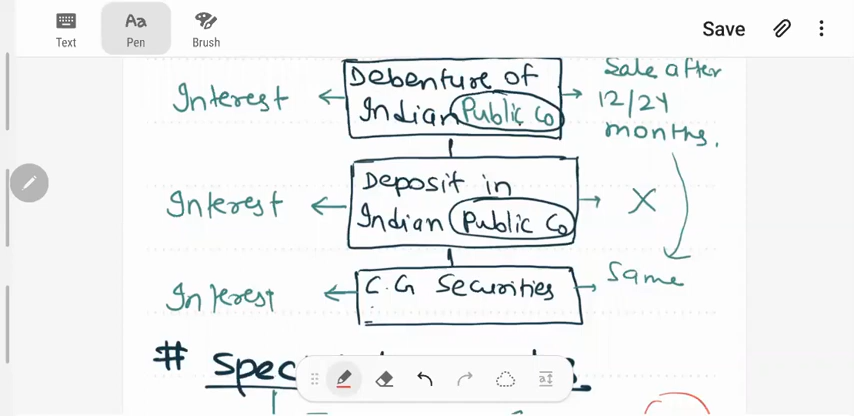 Text
Pen
Brush
Save
Interest
Debenture of
Indian Public Co
Sale after
12/24
months.
Interest
Deposit in
Indian Public Co
X
Interest
C.G Securities
Same
# Spec